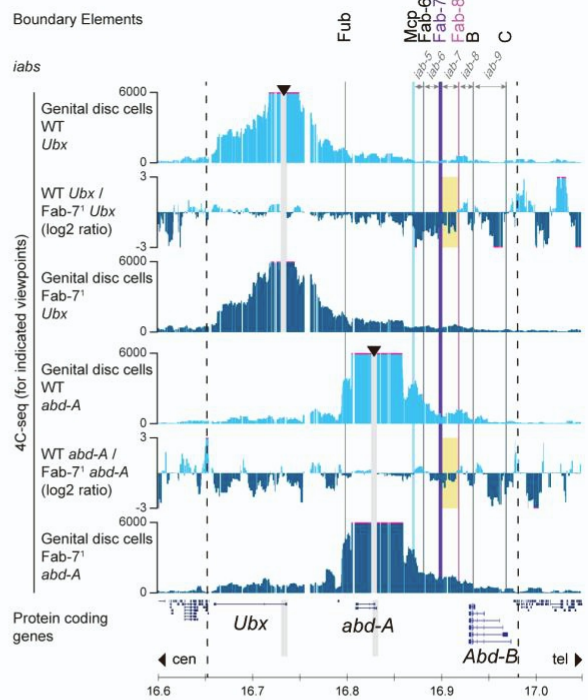 Boundary Elements
Fub
Mcp
Fab-6
Fab-7
Fab-8
B
C
iabs
iab-5
iab-6
iab-7
iab-8
iab-9
4C-seq (for indicated viewpoints)
Genital disc cells
WT
Ubx
6000
0
WT Ubx /
Fab-7¹ Ubx
(log2 ratio)
3
-3
Genital disc cells
Fab-7¹
Ubx
6000
0
Genital disc cells
WT
abd-A
6000
0
WT abd-A /
Fab-7¹ abd-A
(log2 ratio)
3
-3
Genital disc cells
Fab-7¹
abd-A
6000
0
Protein coding
genes
Ubx
abd-A
Abd-B
cen
tel
16.6
16.7
16.8
16.9
17.0